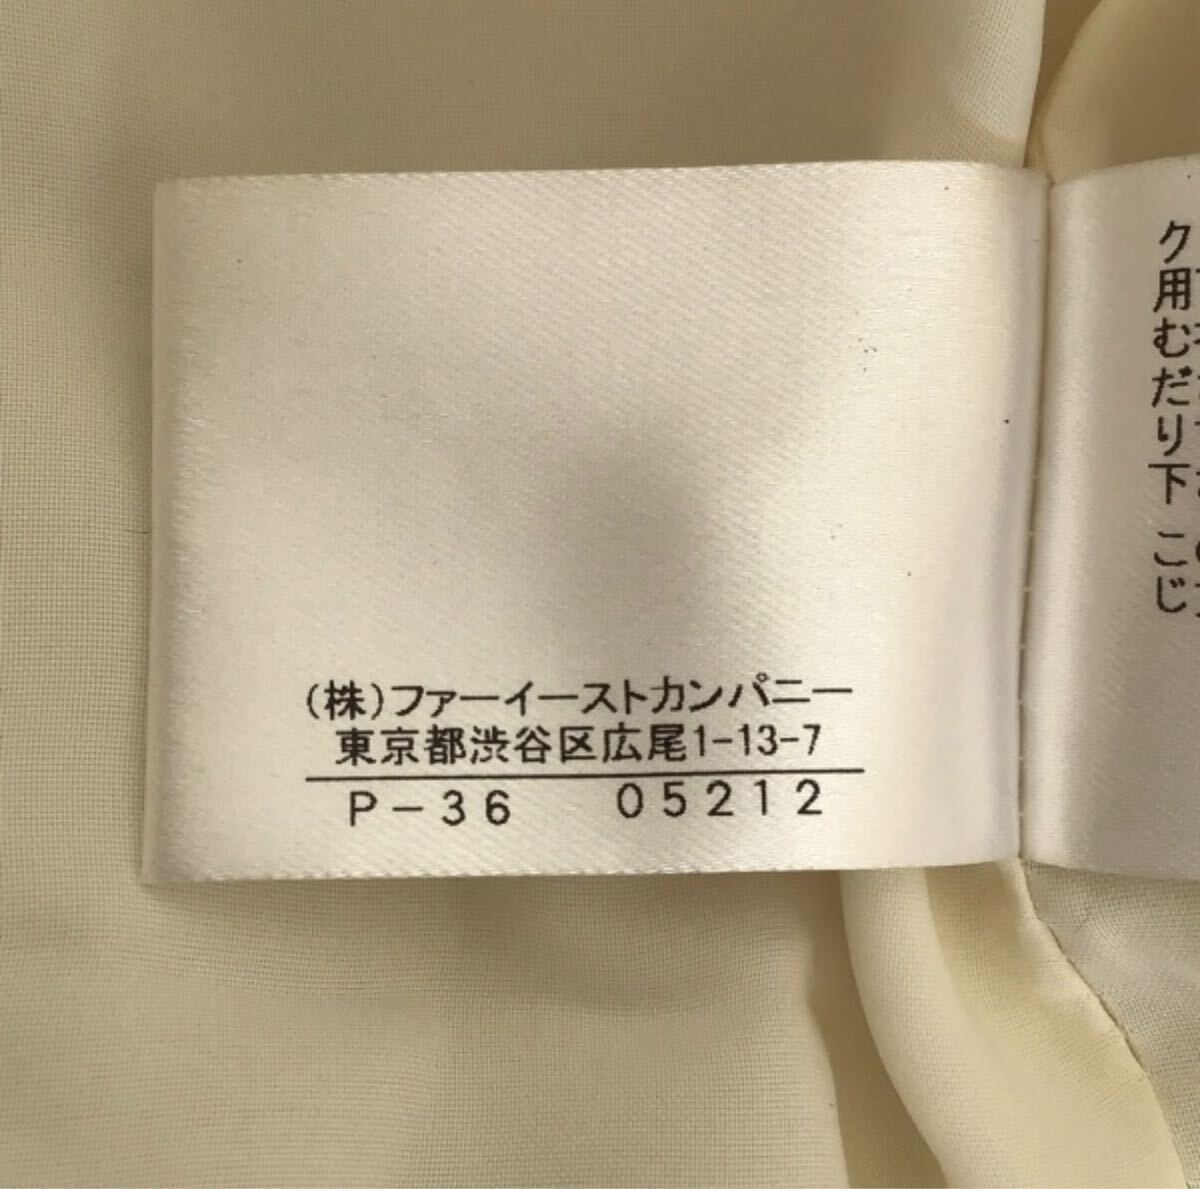 (株)ファーイーストカンパニー
東京都渋谷区広尾1-13-7
P-36 05212
ク
用
む
だ
り
下
こ
じ